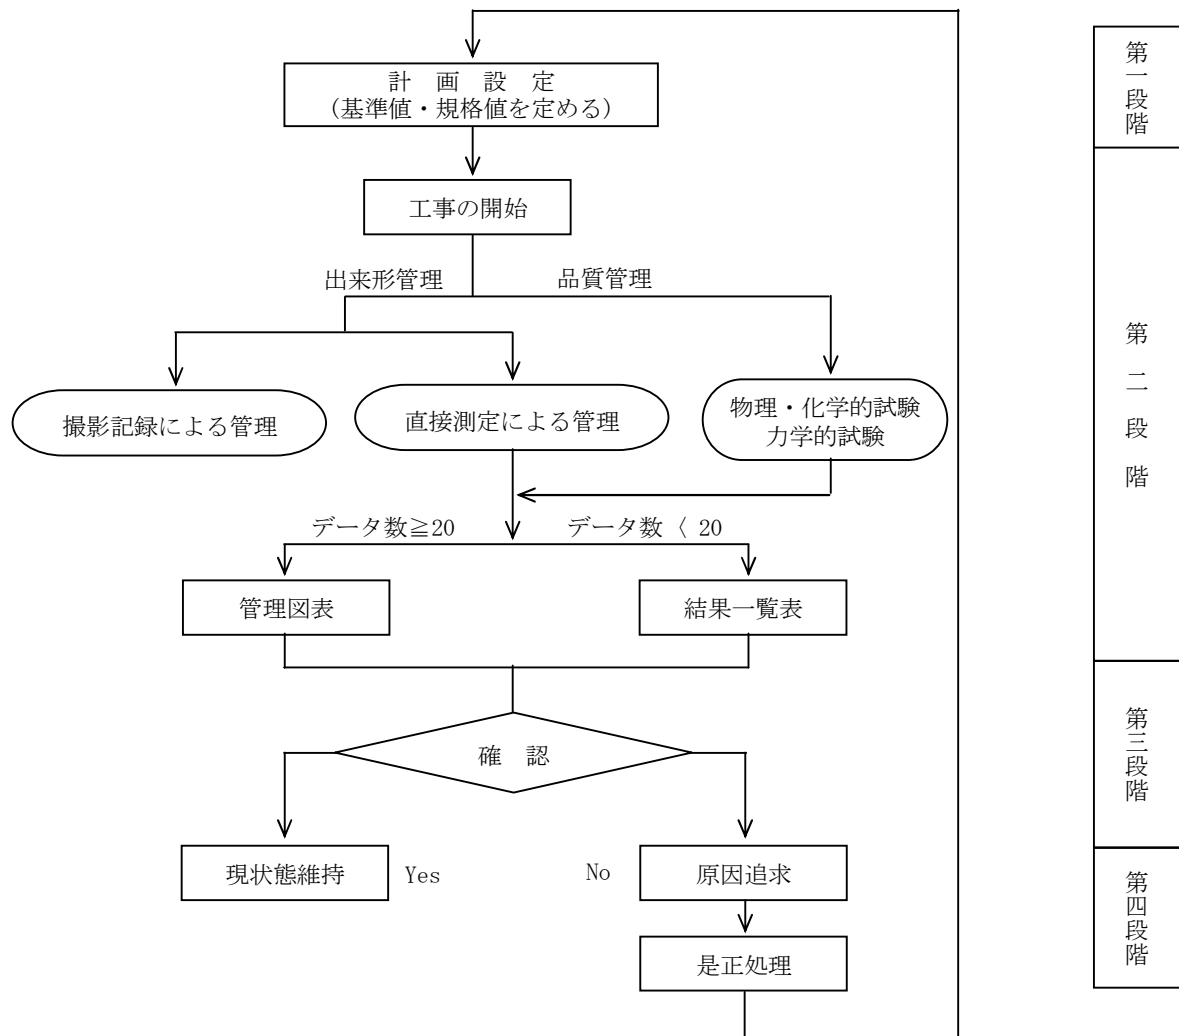 計 画 設 定
(基準値・規格値を定める)
工事の開始
出来形管理
品質管理
撮影記録による管理
直接測定による管理
物理・化学的試験
力学的試験
データ数≧20
データ数〈 20
管理図表
結果一覧表
確 認
現状態維持
Yes
No
原因追求
是正処理
第一段階
第二段階
第三段階
第四段階